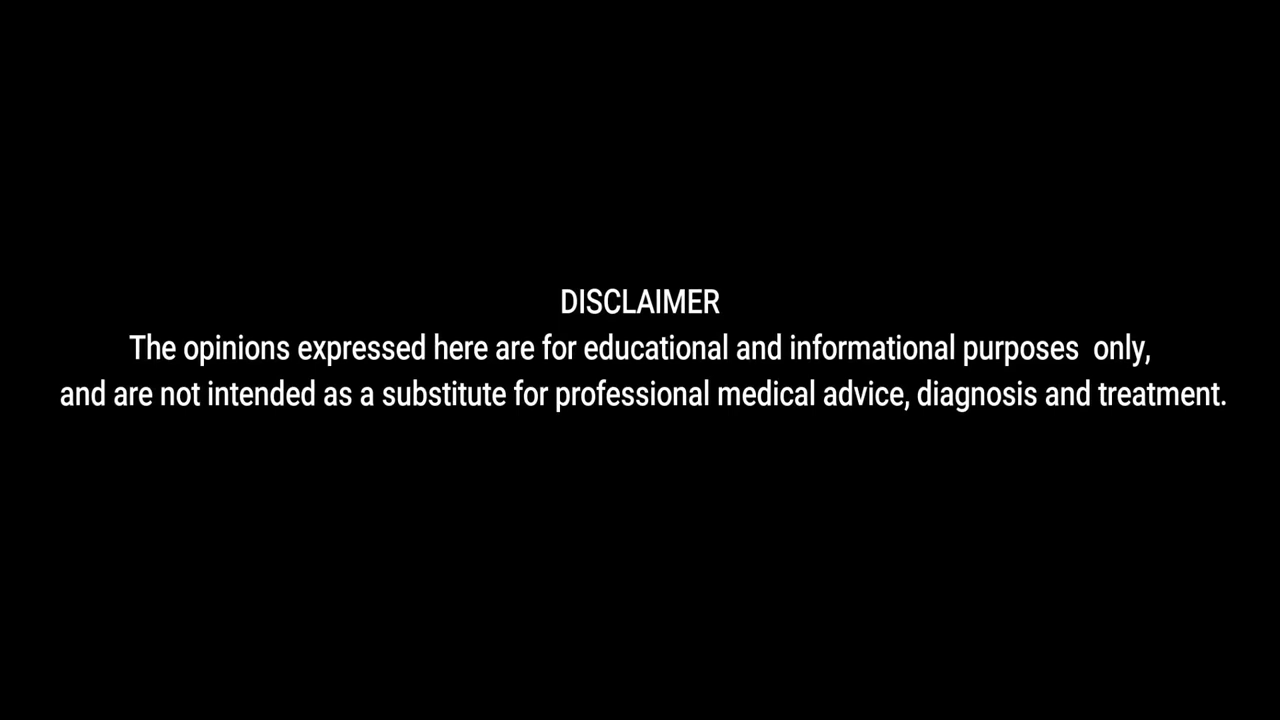 DISCLAIMER
The opinions expressed here are for educational and informational purposes  only,
and are not intended as a substitute for professional medical advice, diagnosis and treatment.